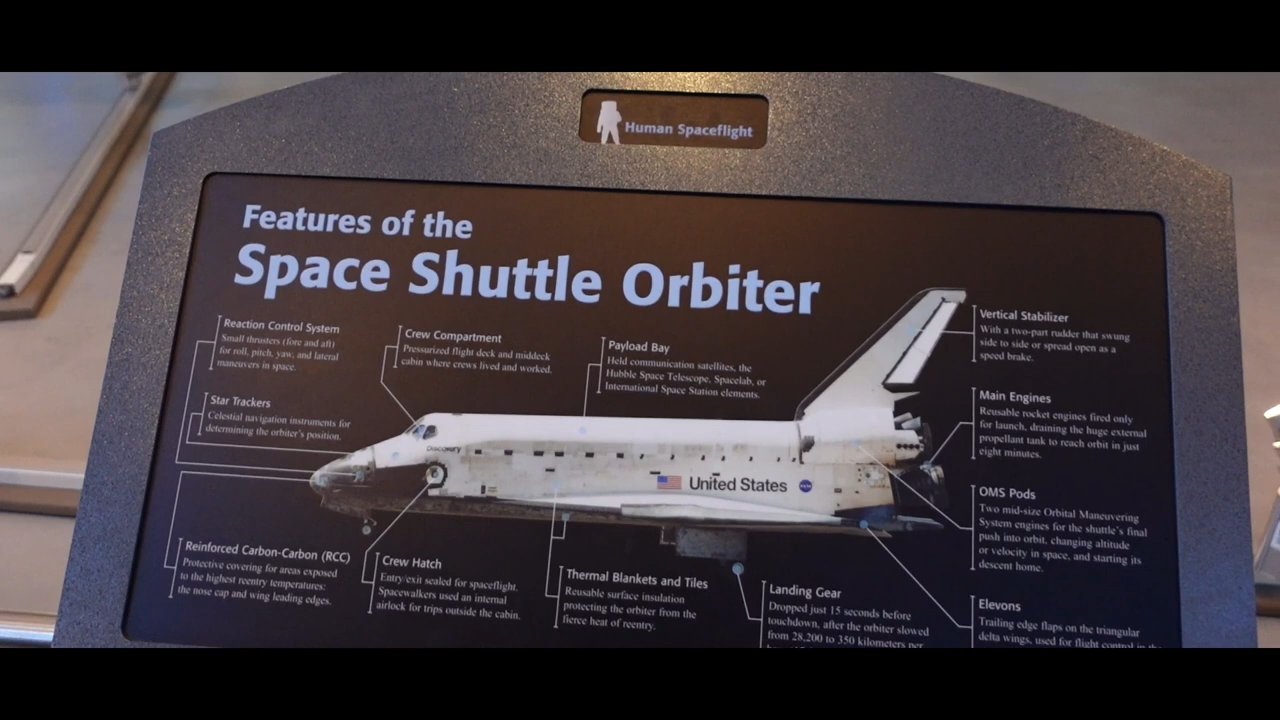 Human Spaceflight
Features of the
Space Shuttle Orbiter
Reaction Control System
Small thrusters (fore and aft)
for roll, pitch, yaw, and lateral
maneuvers in space.
Crew Compartment
Pressurized flight deck and middeck
cabin where crews lived and worked.
Payload Bay
Held communication satellites, the
Hubble Space Telescope, Spacelab, or
International Space Station elements.
Vertical Stabilizer
With a two-part rudder that swung
side to side or spread open as a
speed brake.
Star Trackers
Celestial navigation instruments for
determining the orbiter's position.
Main Engines
Reusable rocket engines fired only
for launch, draining the huge external
propellant tank to reach orbit in just
eight minutes.
Discovery
United States
NASA
OMS Pods
Two mid-size Orbital Maneuvering
System engines for the shuttle's final
push into orbit, changing altitude
or velocity in space, and starting its
descent home.
Reinforced Carbon-Carbon (RCC)
Protective covering for areas exposed
to the highest reentry temperatures:
the nose cap and wing leading edges.
Crew Hatch
Entry/exit sealed for spaceflight.
Spacewalkers used an internal
airlock for trips outside the cabin.
Thermal Blankets and Tiles
Reusable surface insulation
protecting the orbiter from the
fierce heat of reentry.
Landing Gear
Dropped just 15 seconds before
touchdown, after the orbiter slowed
from 28,200 to 350 kilometers per
Elevons
Trailing edge flaps on the triangular
delta wings, used for flight control in the